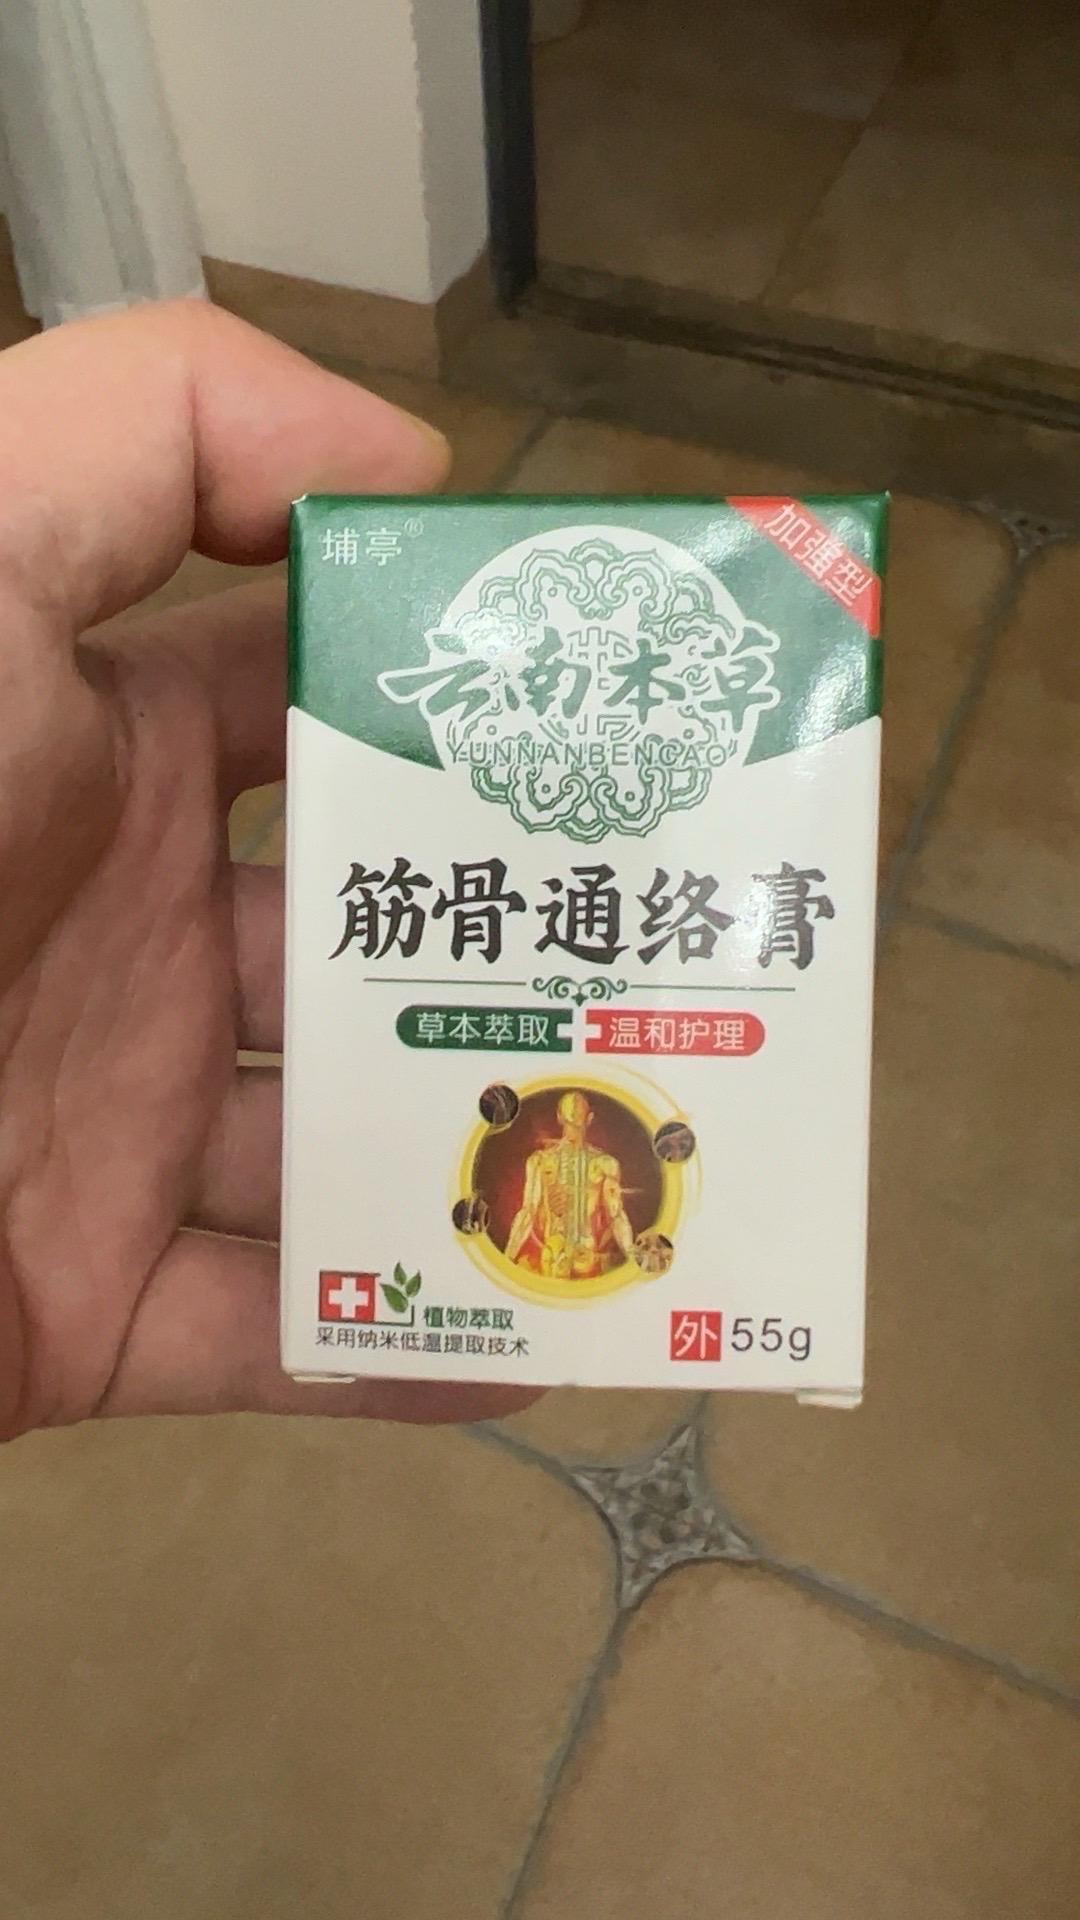 埔亭®
加强型
云南本草
YUNNANBENCAO
筋骨通络膏
草本萃取 温和护理
植物萃取
采用纳米低温提取技术
外 55g